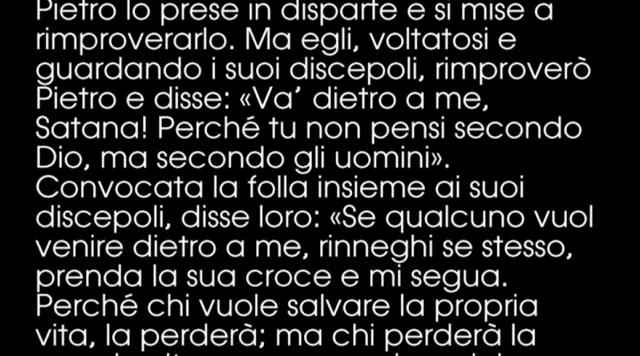 Pietro lo prese in disparte e si mise a
rimproverarlo. Ma egli, voltatosi e
guardando i suoi discepoli, rimproverò
Pietro e disse: «Va’ dietro a me,
Satana! Perché tu non pensi secondo
Dio, ma secondo gli uomini».
Convocata la folla insieme ai suoi
discepoli, disse loro: «Se qualcuno vuol
venire dietro a me, rinneghi se stesso,
prenda la sua croce e mi segua.
Perché chi vuole salvare la propria
vita, la perderà; ma chi perderà la